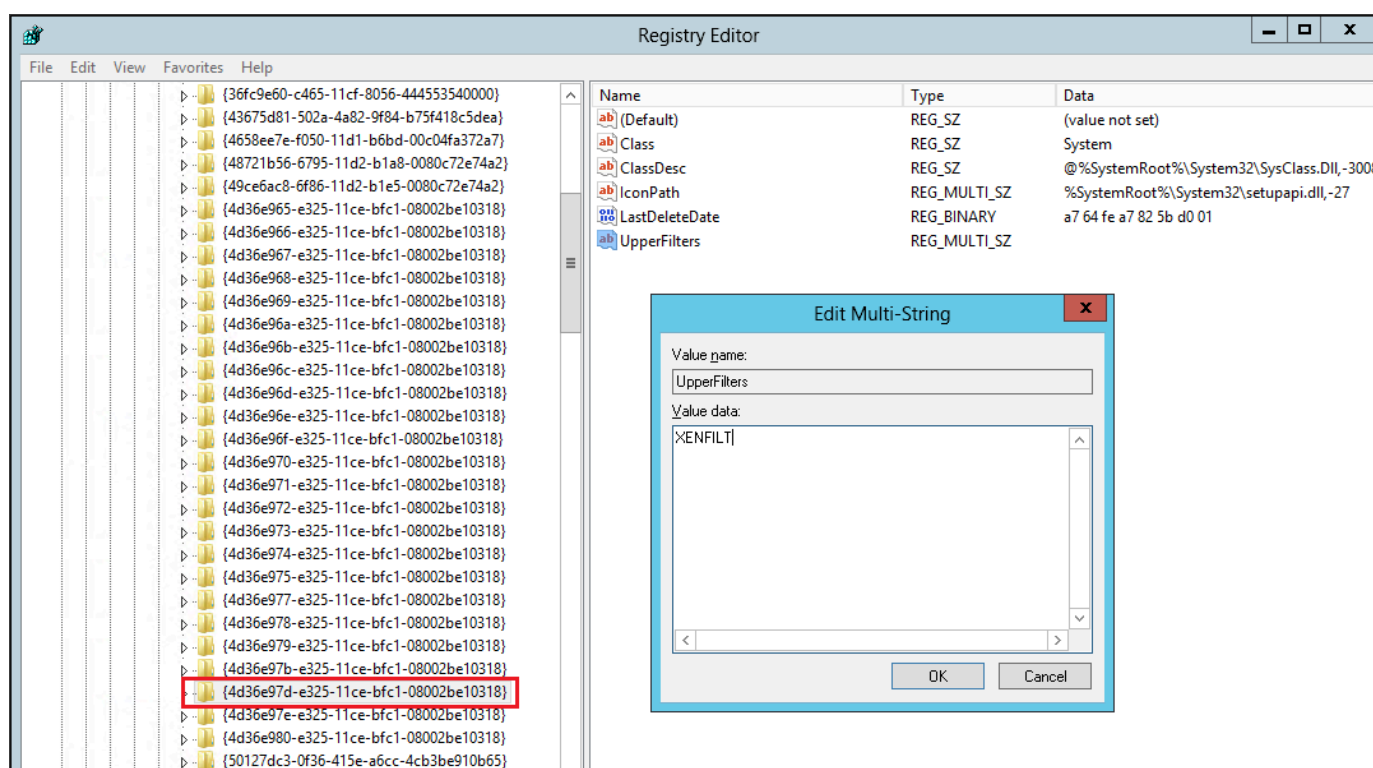 Registry Editor
File Edit View Favorites Help
{36fc9e60-c465-11cf-8056-444553540000}
{43675d81-502a-4a82-9f84-b75f418c5dea}
{4658ee7e-f050-11d1-b6bd-00c04fa372a7}
{48721b56-6795-11d2-b1a8-0080c72e74a2}
{49ce6ac8-6f86-11d2-b1e5-0080c72e74a2}
{4d36e965-e325-11ce-bfc1-08002be10318}
{4d36e966-e325-11ce-bfc1-08002be10318}
{4d36e967-e325-11ce-bfc1-08002be10318}
{4d36e968-e325-11ce-bfc1-08002be10318}
{4d36e969-e325-11ce-bfc1-08002be10318}
{4d36e96a-e325-11ce-bfc1-08002be10318}
{4d36e96b-e325-11ce-bfc1-08002be10318}
{4d36e96c-e325-11ce-bfc1-08002be10318}
{4d36e96d-e325-11ce-bfc1-08002be10318}
{4d36e96e-e325-11ce-bfc1-08002be10318}
{4d36e96f-e325-11ce-bfc1-08002be10318}
{4d36e970-e325-11ce-bfc1-08002be10318}
{4d36e971-e325-11ce-bfc1-08002be10318}
{4d36e972-e325-11ce-bfc1-08002be10318}
{4d36e973-e325-11ce-bfc1-08002be10318}
{4d36e974-e325-11ce-bfc1-08002be10318}
{4d36e975-e325-11ce-bfc1-08002be10318}
{4d36e977-e325-11ce-bfc1-08002be10318}
{4d36e978-e325-11ce-bfc1-08002be10318}
{4d36e979-e325-11ce-bfc1-08002be10318}
{4d36e97b-e325-11ce-bfc1-08002be10318}
{4d36e97d-e325-11ce-bfc1-08002be10318}
{4d36e97e-e325-11ce-bfc1-08002be10318}
{4d36e980-e325-11ce-bfc1-08002be10318}
{50127dc3-0f36-415e-a6cc-4cb3be910b65}
Name Type Data
(Default) REG_SZ (value not set)
Class REG_SZ System
ClassDesc REG_SZ @%SystemRoot%\System32\SysClass.Dll,-3008
IconPath REG_MULTI_SZ %SystemRoot%\System32\setupapi.dll,-27
LastDeleteDate REG_BINARY a7 64 fe a7 82 5b d0 01
UpperFilters REG_MULTI_SZ
Edit Multi-String
Value name:
UpperFilters
Value data:
XENFILT
OK Cancel